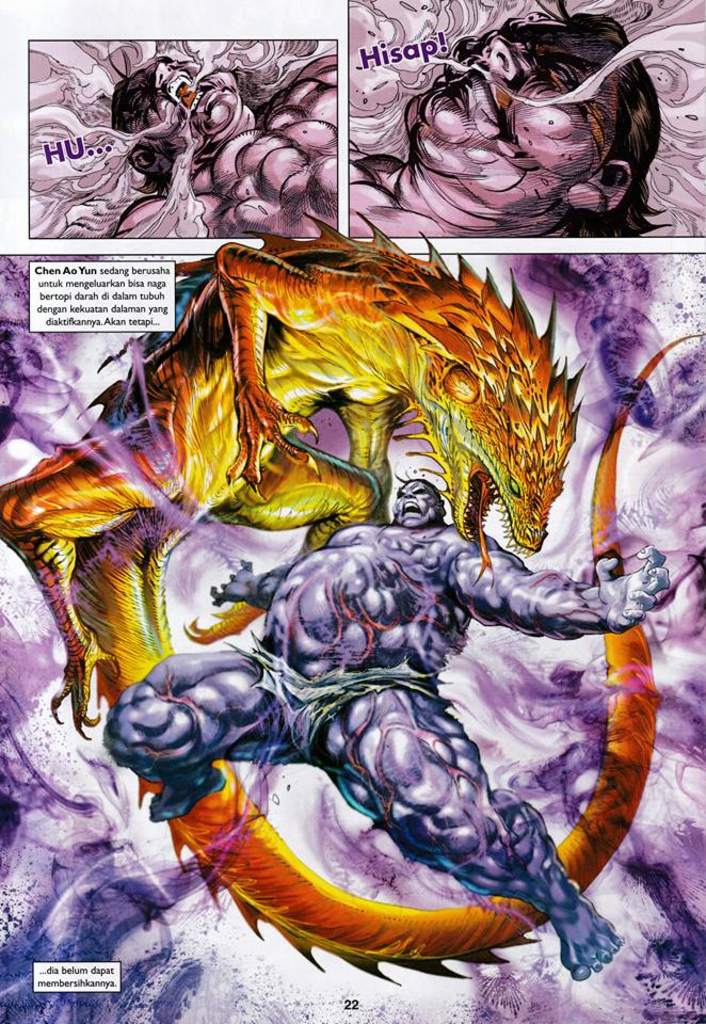 HU...
Hisap!
Chen Ao Yun sedang berusaha
untuk mengeluarkan bisa naga
bertopi darah di dalam tubuh
dengan kekuatan dalaman yang
diaktifkannya. Akan tetapi...
...dia belum dapat
membersihkannya.
22